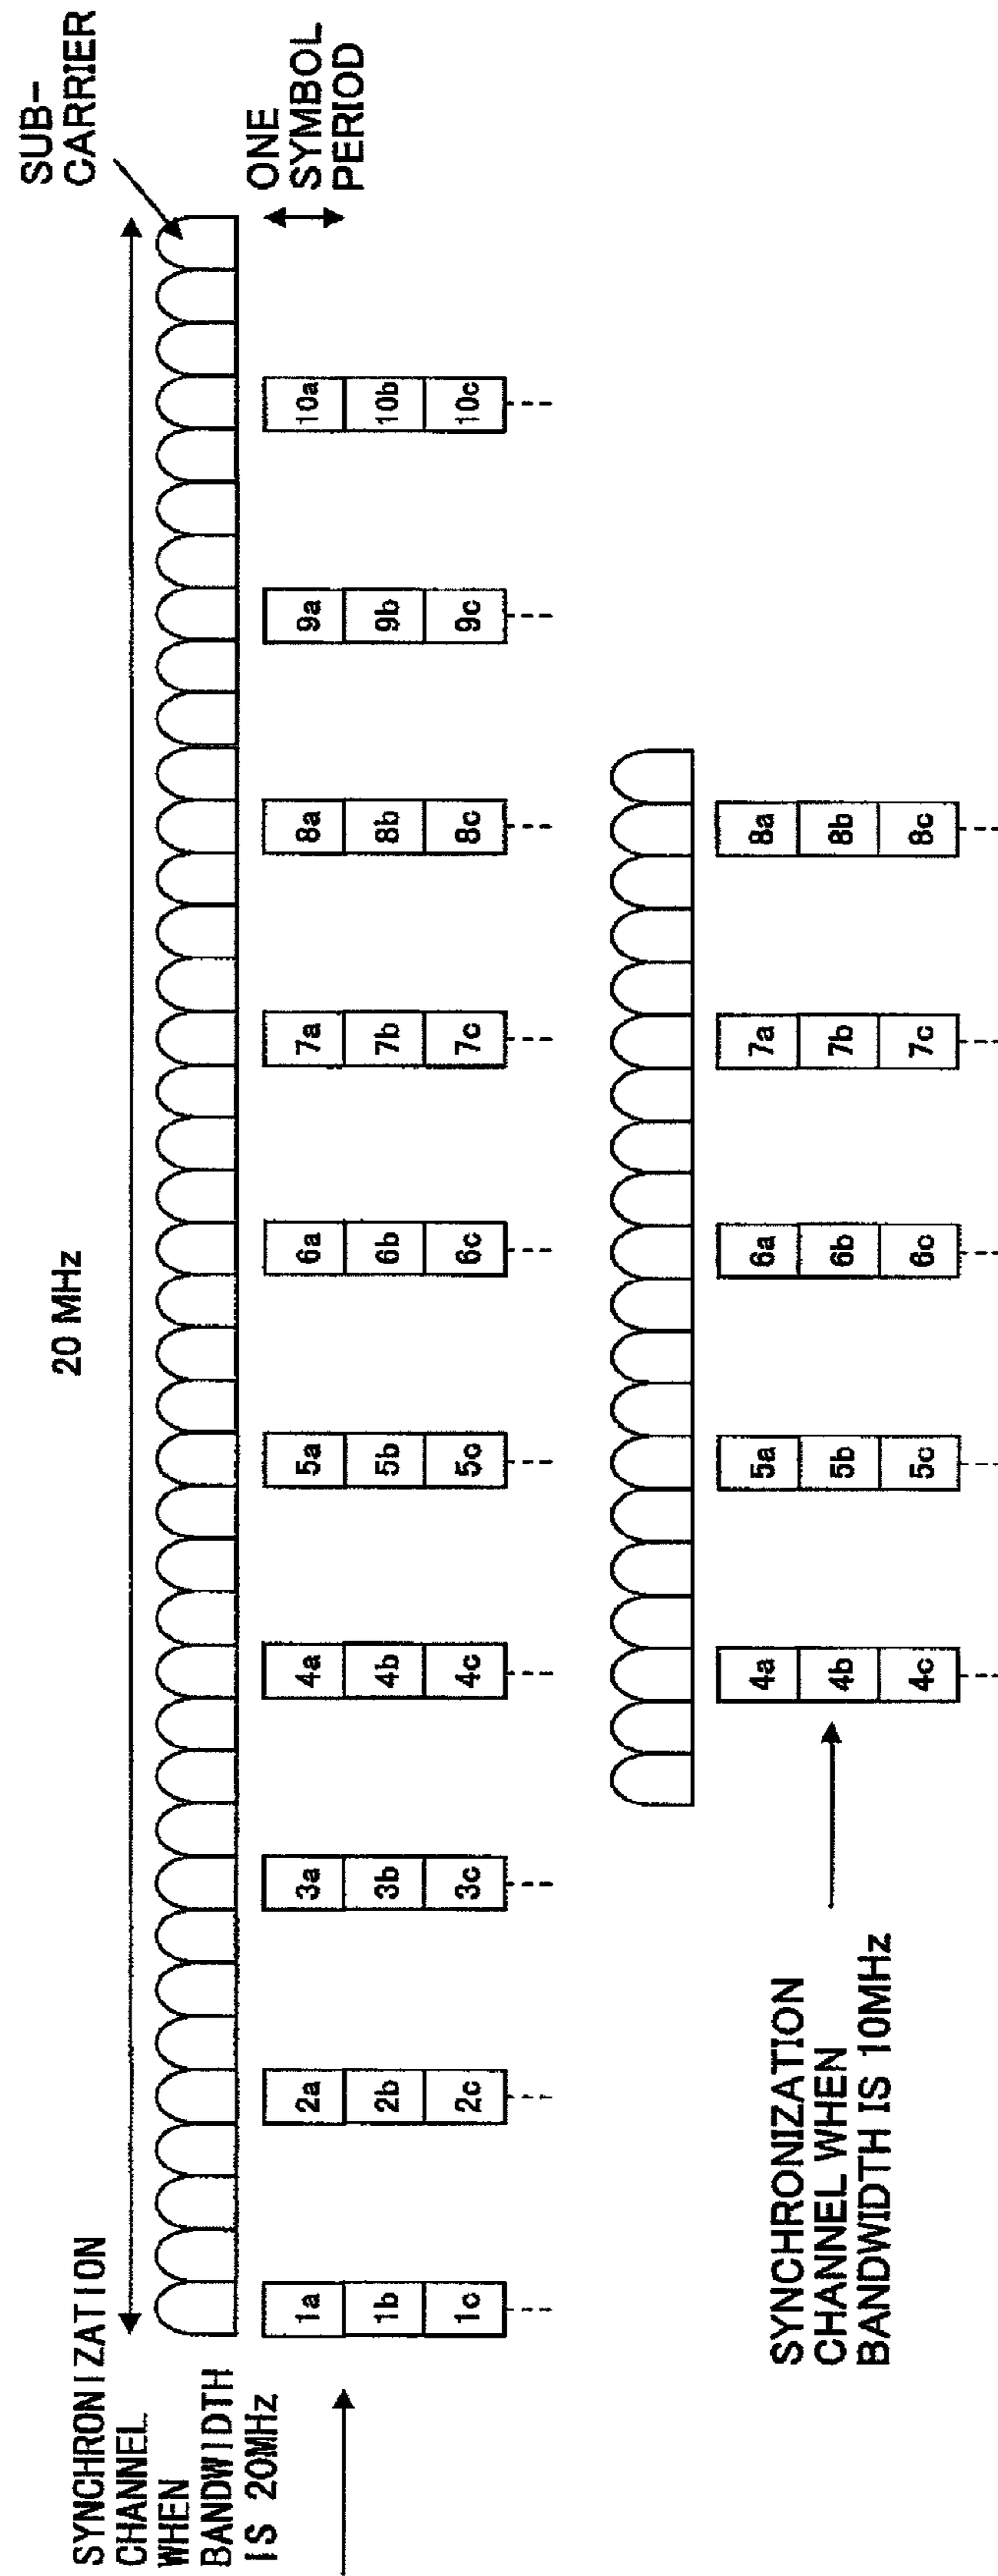 SYNCHRONIZATION
CHANNEL
WHEN
BANDWIDTH
IS 20MHz
20 MHz
SUB-
CARRIER
ONE
SYMBOL
PERIOD
1a 2a 3a 4a 5a 6a 7a 8a 9a 10a
1b 2b 3b 4b 5b 6b 7b 8b 9b 10b
1c 2c 3c 4c 5c 6c 7c 8c 9c 10c
SYNCHRONIZATION
CHANNEL WHEN
BANDWIDTH IS 10MHz
4a 5a 6a 7a 8a
4b 5b 6b 7b 8b
4c 5c 6c 7c 8c